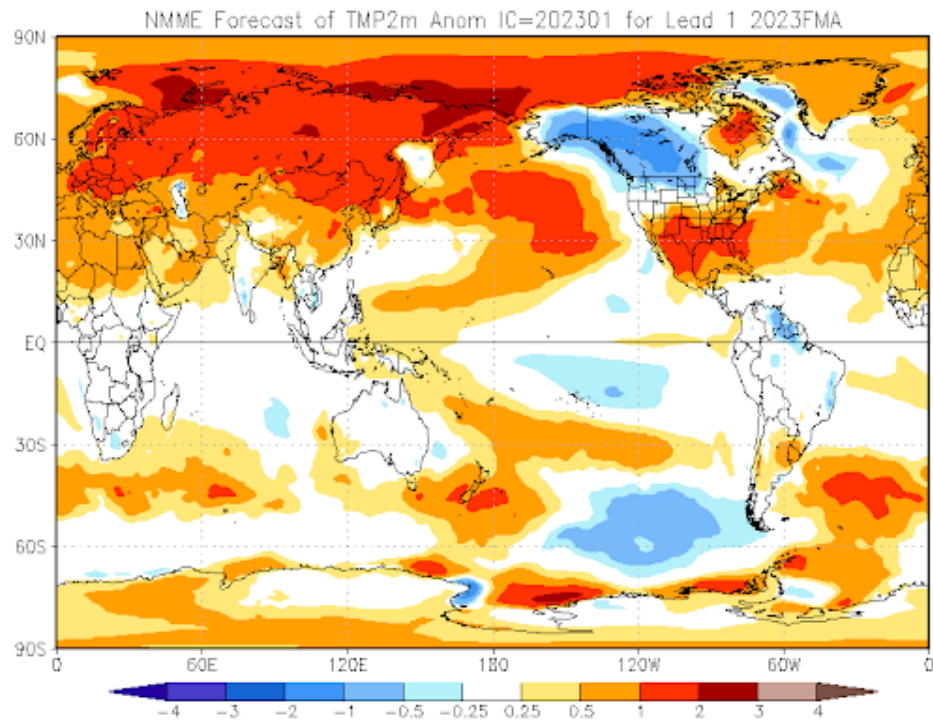 NMME Forecast of TMP2m Anom IC=202301 for Lead 1 2023FMA
90N
60N
30N
EQ
30S
60S
90S
0 60E 120E 180 120W 60W 0
-4 -3 -2 -1 -0.5 -0.25 0.25 0.5 1 2 3 4